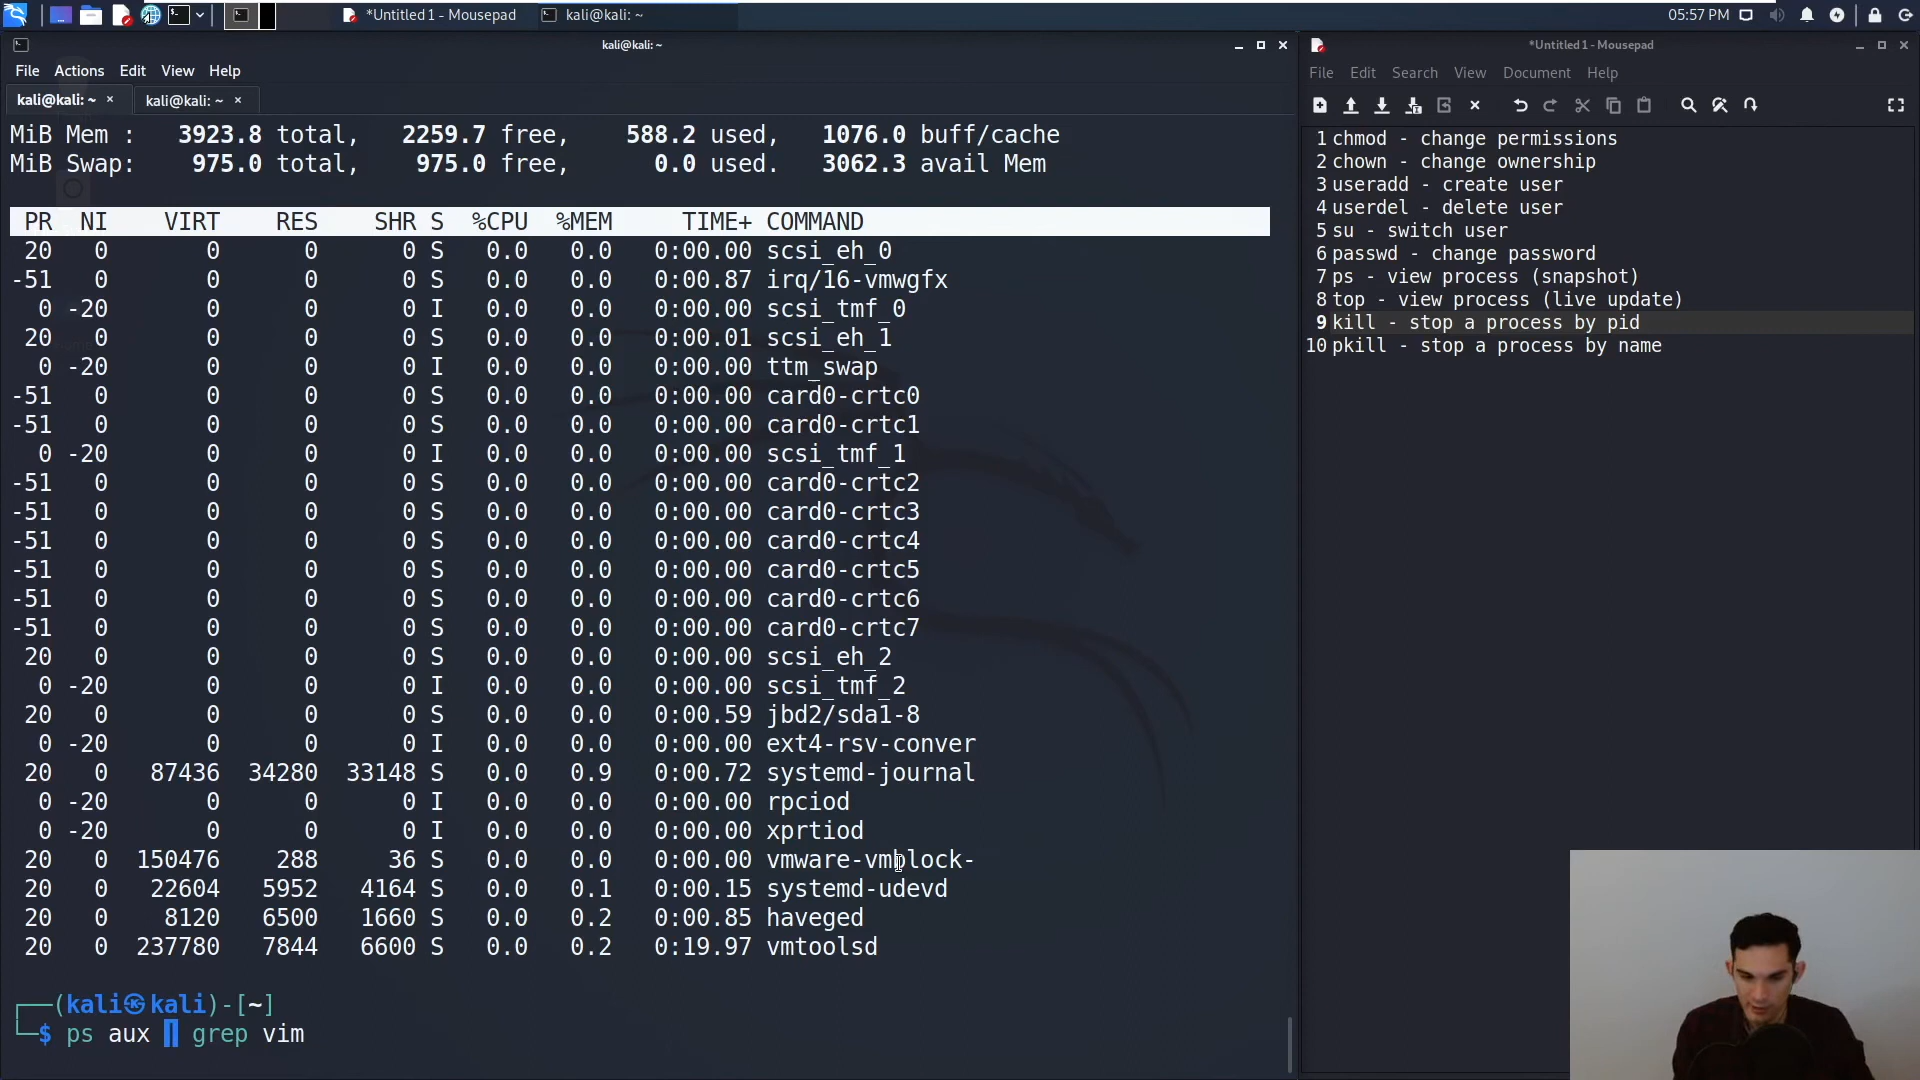 *Untitled 1 - Mousepad
kali@kali: ~
05:57 PM
kali@kali: ~
File Actions Edit View Help
kali@kali: ~ ×
kali@kali: ~ ×
MiB Mem : 3923.8 total, 2259.7 free, 588.2 used, 1076.0 buff/cache
MiB Swap: 975.0 total, 975.0 free, 0.0 used. 3062.3 avail Mem
PR NI VIRT RES SHR S %CPU %MEM TIME+ COMMAND
20 0 0 0 0 S 0.0 0.0 0:00.00 scsi_eh_0
-51 0 0 0 0 S 0.0 0.0 0:00.87 irq/16-vmwgfx
0 -20 0 0 0 I 0.0 0.0 0:00.00 scsi_tmf_0
20 0 0 0 0 S 0.0 0.0 0:00.01 scsi_eh_1
0 -20 0 0 0 I 0.0 0.0 0:00.00 ttm_swap
-51 0 0 0 0 S 0.0 0.0 0:00.00 card0-crtc0
-51 0 0 0 0 S 0.0 0.0 0:00.00 card0-crtc1
0 -20 0 0 0 I 0.0 0.0 0:00.00 scsi_tmf_1
-51 0 0 0 0 S 0.0 0.0 0:00.00 card0-crtc2
-51 0 0 0 0 S 0.0 0.0 0:00.00 card0-crtc3
-51 0 0 0 0 S 0.0 0.0 0:00.00 card0-crtc4
-51 0 0 0 0 S 0.0 0.0 0:00.00 card0-crtc5
-51 0 0 0 0 S 0.0 0.0 0:00.00 card0-crtc6
-51 0 0 0 0 S 0.0 0.0 0:00.00 card0-crtc7
20 0 0 0 0 S 0.0 0.0 0:00.00 scsi_eh_2
0 -20 0 0 0 I 0.0 0.0 0:00.00 scsi_tmf_2
20 0 0 0 0 S 0.0 0.0 0:00.59 jbd2/sda1-8
0 -20 0 0 0 I 0.0 0.0 0:00.00 ext4-rsv-conver
20 0 87436 34280 33148 S 0.0 0.9 0:00.72 systemd-journal
0 -20 0 0 0 I 0.0 0.0 0:00.00 rpciod
0 -20 0 0 0 I 0.0 0.0 0:00.00 xprtiod
20 0 150476 288 36 S 0.0 0.0 0:00.00 vmware-vmblock-
20 0 22604 5952 4164 S 0.0 0.1 0:00.15 systemd-udevd
20 0 8120 6500 1660 S 0.0 0.2 0:00.85 haveged
20 0 237780 7844 6600 S 0.0 0.2 0:19.97 vmtoolsd
┌──(kali㉿kali)-[~]
└─$ ps aux | grep vim
*Untitled 1 - Mousepad
File Edit Search View Document Help
1 chmod - change permissions
2 chown - change ownership
3 useradd - create user
4 userdel - delete user
5 su - switch user
6 passwd - change password
7 ps - view process (snapshot)
8 top - view process (live update)
9 kill - stop a process by pid
10 pkill - stop a process by name